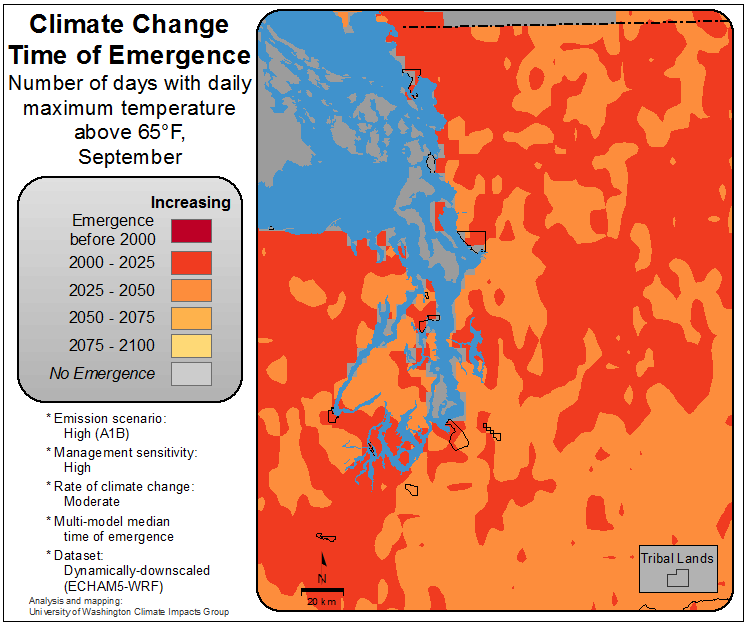 Climate Change
Time of Emergence
Number of days with daily
maximum temperature
above 65°F,
September
Increasing
Emergence
before 2000
2000 - 2025
2025 - 2050
2050 - 2075
2075 - 2100
No Emergence
* Emission scenario:
High (A1B)
* Management sensitivity:
High
* Rate of climate change:
Moderate
* Multi-model median
time of emergence
* Dataset:
Dynamically-downscaled
(ECHAM5-WRF)
Analysis and mapping:
University of Washington Climate Impacts Group
N
20 km
Tribal Lands